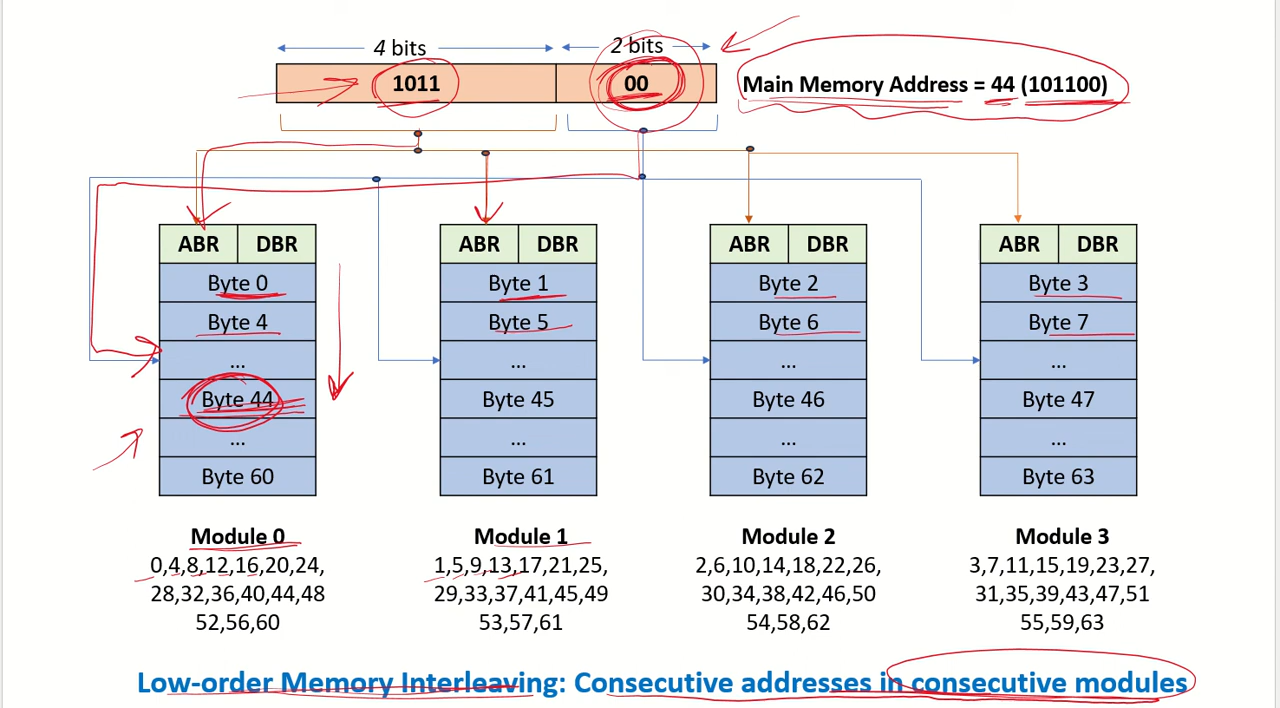 4 bits 2 bits
1011 00 Main Memory Address = 44 (101100)
ABR DBR ABR DBR ABR DBR ABR DBR
Byte 0 Byte 1 Byte 2 Byte 3
Byte 4 Byte 5 Byte 6 Byte 7
... ... ... ...
Byte 44 Byte 45 Byte 46 Byte 47
... ... ... ...
Byte 60 Byte 61 Byte 62 Byte 63
Module 0 Module 1 Module 2 Module 3
0,4,8,12,16,20,24, 1,5,9,13,17,21,25, 2,6,10,14,18,22,26, 3,7,11,15,19,23,27,
28,32,36,40,44,48 29,33,37,41,45,49 30,34,38,42,46,50 31,35,39,43,47,51
52,56,60 53,57,61 54,58,62 55,59,63
Low-order Memory Interleaving: Consecutive addresses in consecutive modules